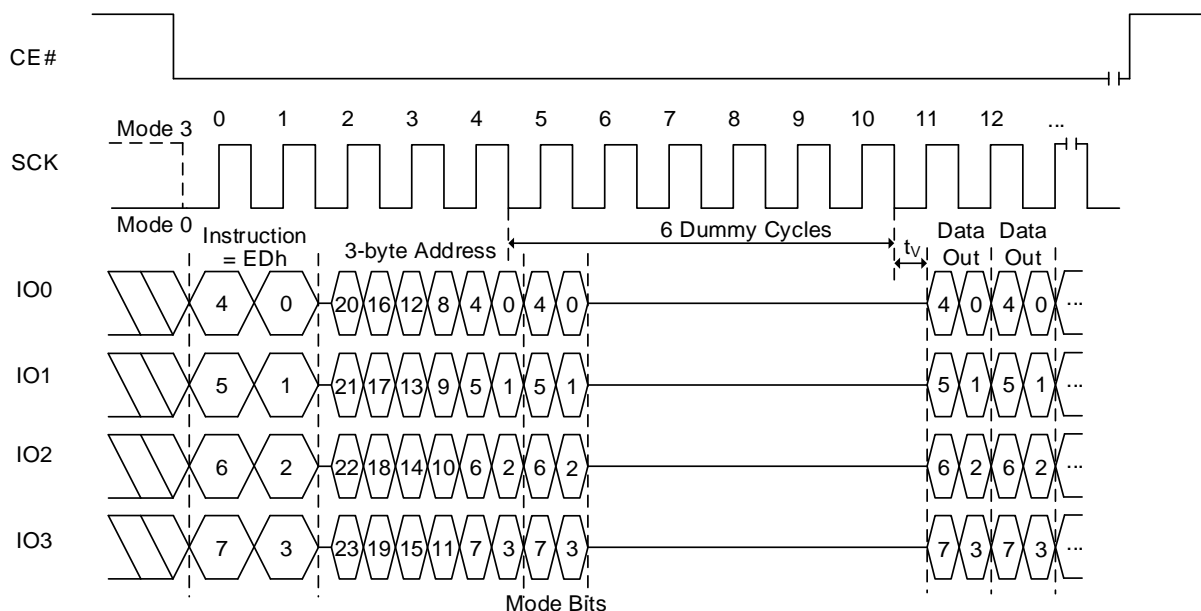 CE#
0 1 2 3 4 5 6 7 8 9 10 11 12 ...
Mode 3
SCK
Mode 0
6 Dummy Cycles
Instruction
= EDh
3-byte Address
tV
Data Out
Data Out
IO0 4 0 20 16 12 8 4 0 4 0 4 0 4 0 ...
IO1 5 1 21 17 13 9 5 1 5 1 5 1 5 1 ...
IO2 6 2 22 18 14 10 6 2 6 2 6 2 6 2 ...
IO3 7 3 23 19 15 11 7 3 7 3 7 3 7 3 ...
Mode Bits